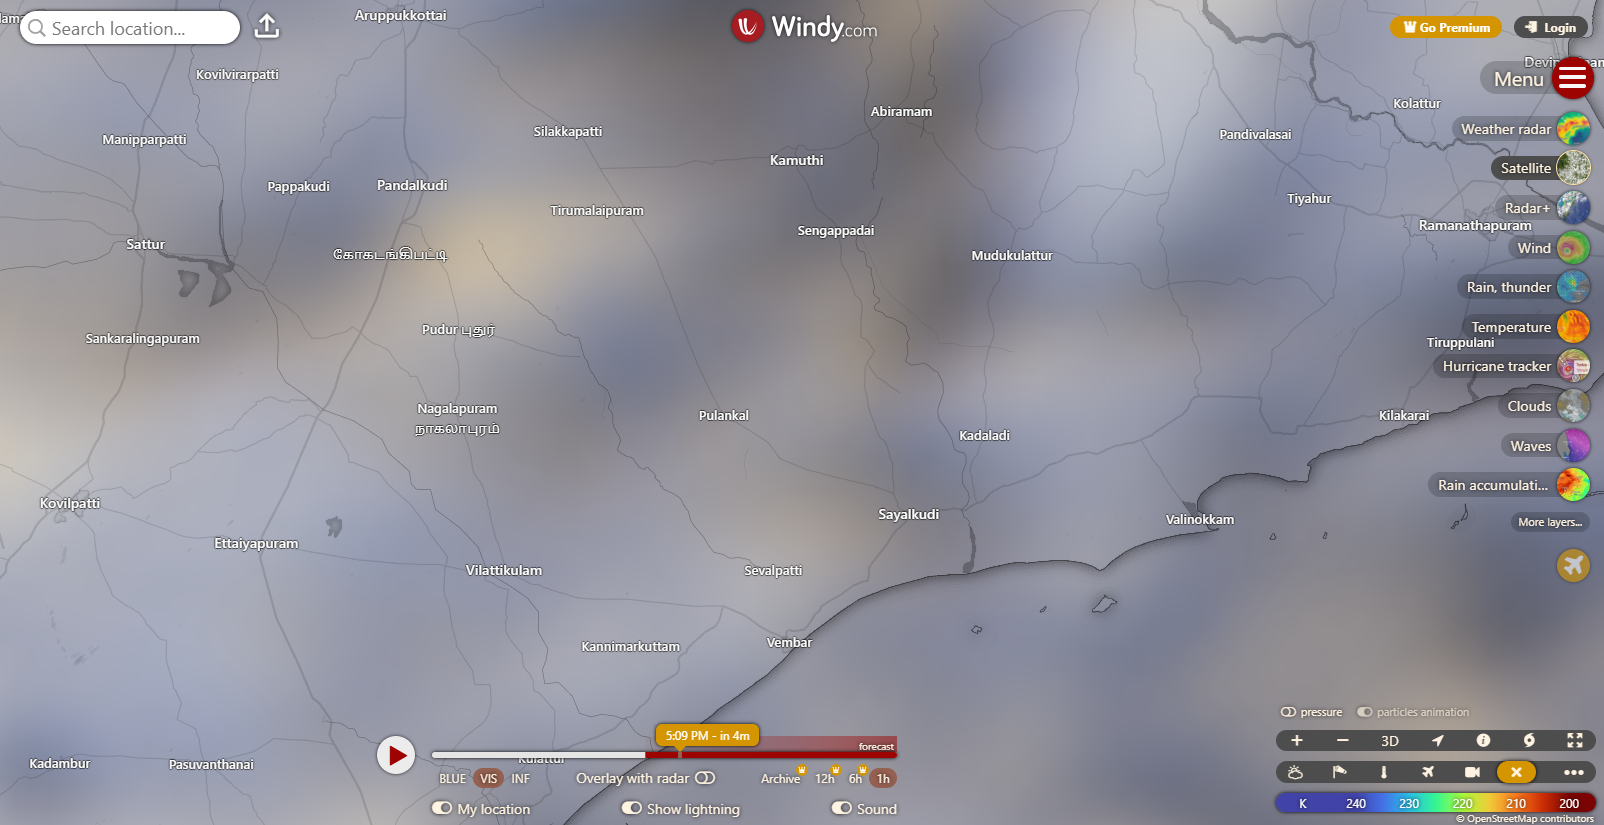 Search location...
Windy.com
Go Premium
Login
Menu
Weather radar
Satellite
Radar+
Wind
Rain, thunder
Temperature
Hurricane tracker
Clouds
Waves
Rain accumulati...
More layers...
Aruppukkottai
Kovilvirarpatti
Abiramam
Kolattur
Silakkapatti
Pandivalasai
Manipparpatti
Kamuthi
Pappakudi
Pandalkudi
Tiyahur
Tirumalaipuram
Ramanathapuram
Sengappadai
Sattur
கோகடங்கிபட்டி
Mudukulattur
Pudur புதுர்
Sankaralingapuram
Tiruppulani
Nagalapuram
நாகலாபுரம்
Pulankal
Kilakarai
Kadaladi
Kovilpatti
Sayalkudi
Valinokkam
Ettaiyapuram
Vilattikulam
Sevalpatti
Vembar
Kannimarkuttam
Kadambur
Pasuvanthanai
Kulattur
5:09 PM - in 4m
forecast
BLUE VIS INF
Overlay with radar
Archive 12h 6h 1h
My location
Show lightning
Sound
pressure
particles animation
3D
K 240 230 220 210 200
© OpenStreetMap contributors